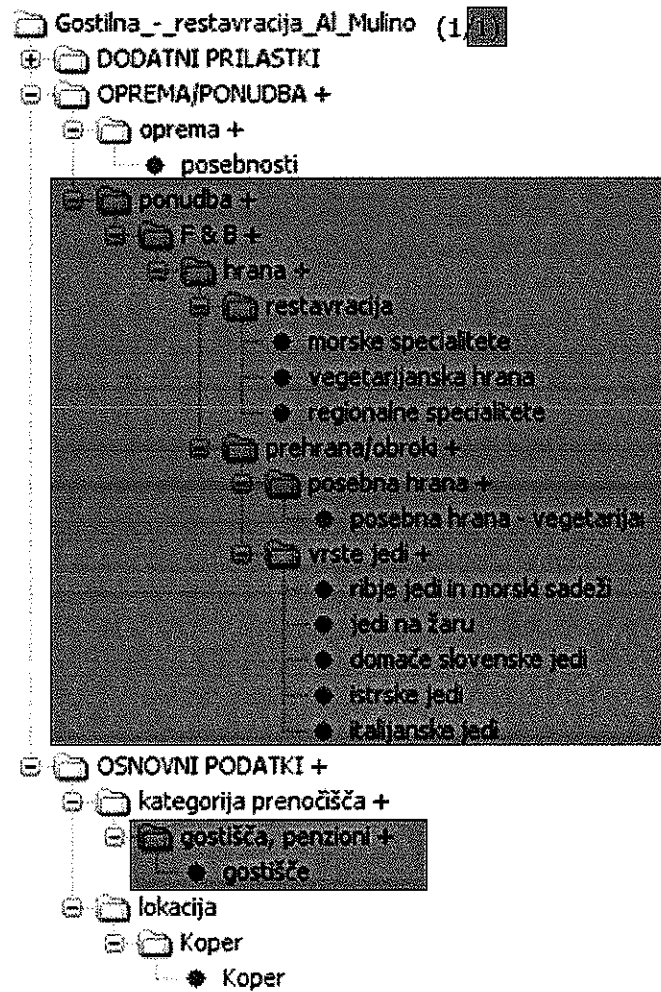 Gostilna_-_restavracija_Al_Mulino (1,1)
DODATNI PRILASTKI
OPREMA/PONUDBA +
oprema +
posebnosti
ponudba +
F & B +
hrana +
restavracija
morske specialitete
vegetarijanska hrana
regionalne specialitete
prehrana/obroki +
posebna hrana +
posebna hrana - vegetarijai
vrste jedi +
ribje jedi in morski sadeži
jedi na žaru
domače slovenske jedi
istrske jedi
italijanske jedi
OSNOVNI PODATKI +
kategorija prenočišča +
gostišča, penzioni +
gostišče
lokacija
Koper
Koper